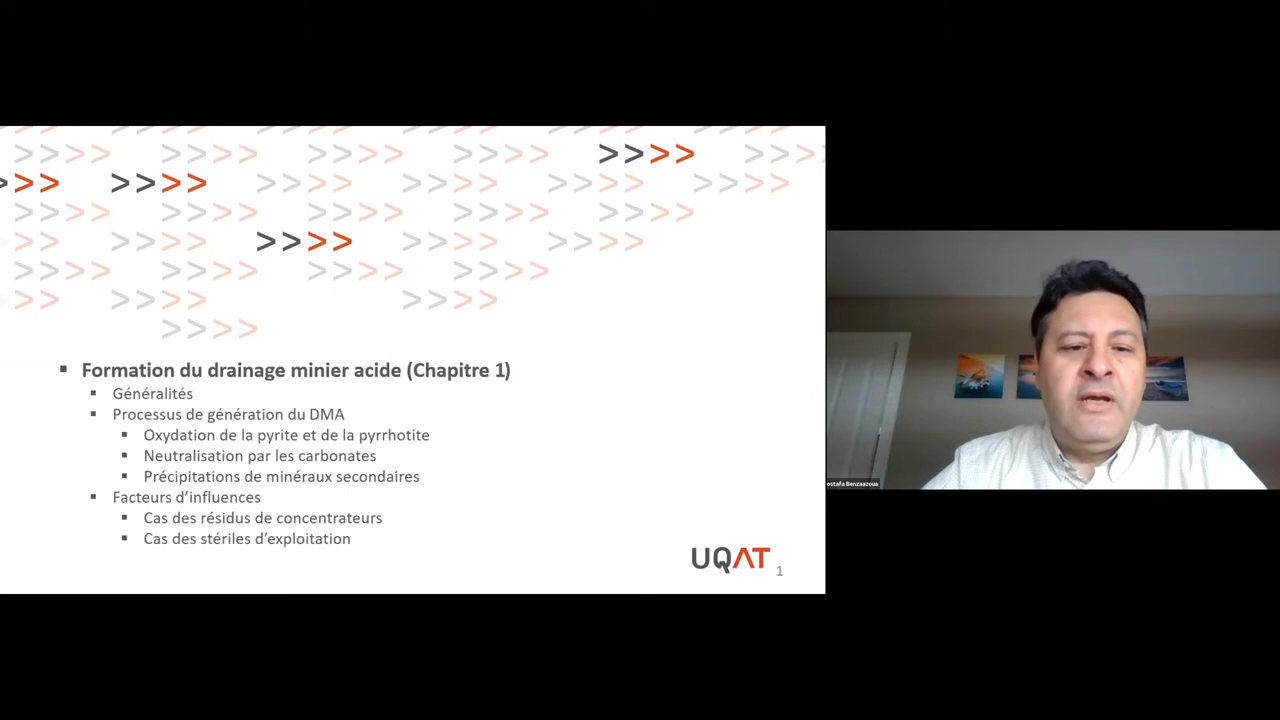 Formation du drainage minier acide (Chapitre 1)
Généralités
Processus de génération du DMA
Oxydation de la pyrite et de la pyrrhotite
Neutralisation par les carbonates
Précipitations de minéraux secondaires
Facteurs d’influences
Cas des résidus de concentrateurs
Cas des stériles d’exploitation
UQAT
1
ostafa Benzaazoua